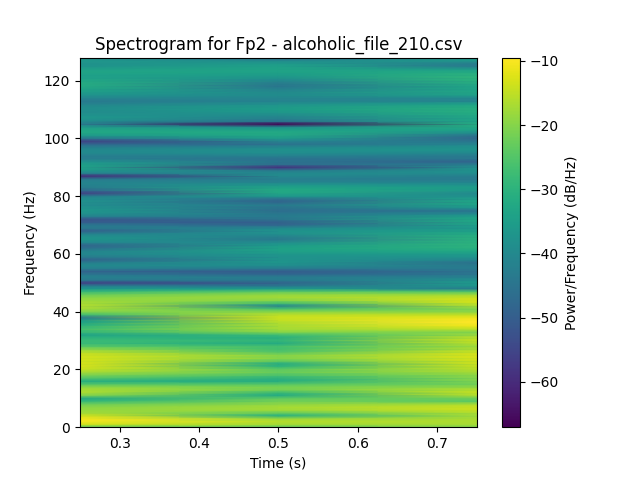 Spectrogram for Fp2 - alcoholic_file_210.csv
120
100
80
60
40
20
0
Frequency (Hz)
0.3 0.4 0.5 0.6 0.7
Time (s)
−10
−20
−30
−40
−50
−60
Power/Frequency (dB/Hz)